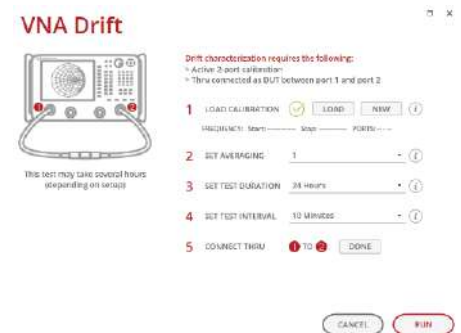 VNA Drift
Drift characterization requires the following:
Active 2-port calibration
Thru connected as DUT between port 1 and port 2
1 LOAD CALIBRATION LOAD NEW i
FREQUENCY: Start: -------- Stop: -------- PORTS: -- --
2 SET AVERAGING 1 i
3 SET TEST DURATION 24 Hours i
4 SET TEST INTERVAL 10 Minutes i
5 CONNECT THRU 1 TO 2 DONE
1 2
This test may take several hours
(depending on setup)
CANCEL RUN